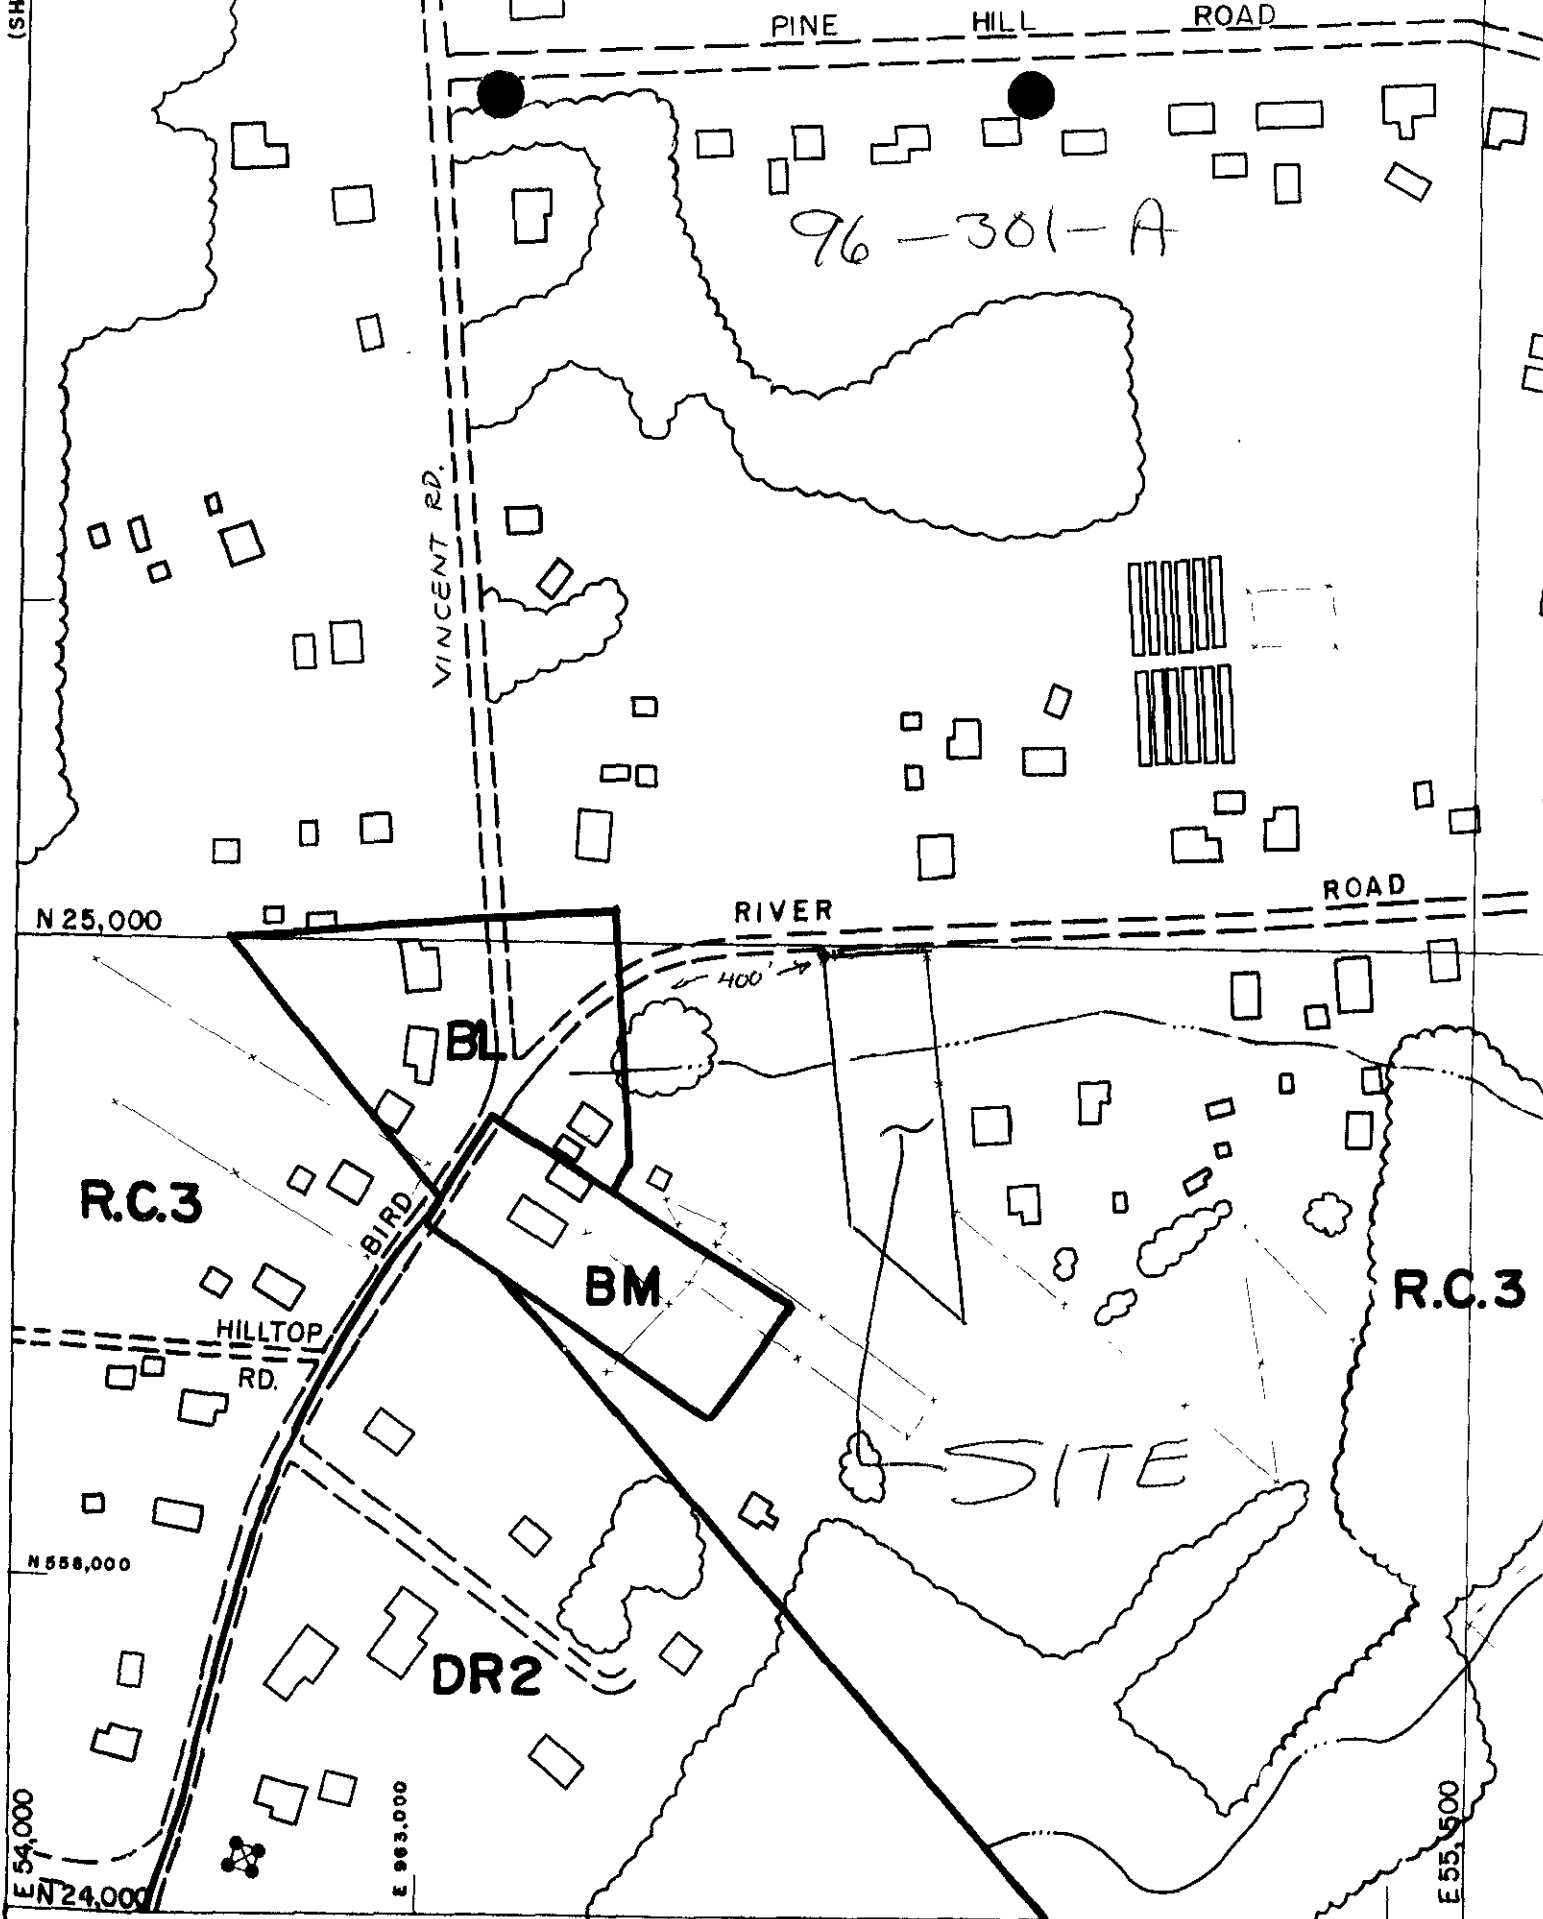 (SH
PINE HILL ROAD
96-301-A
VINCENT RD.
N 25,000
RIVER ROAD
400'
BL
R.C.3
BIRD
BM
R.C.3
HILLTOP
RD.
SITE
N 558,000
DR2
E 54,000
E 963,000
E 55,500
N 24,000